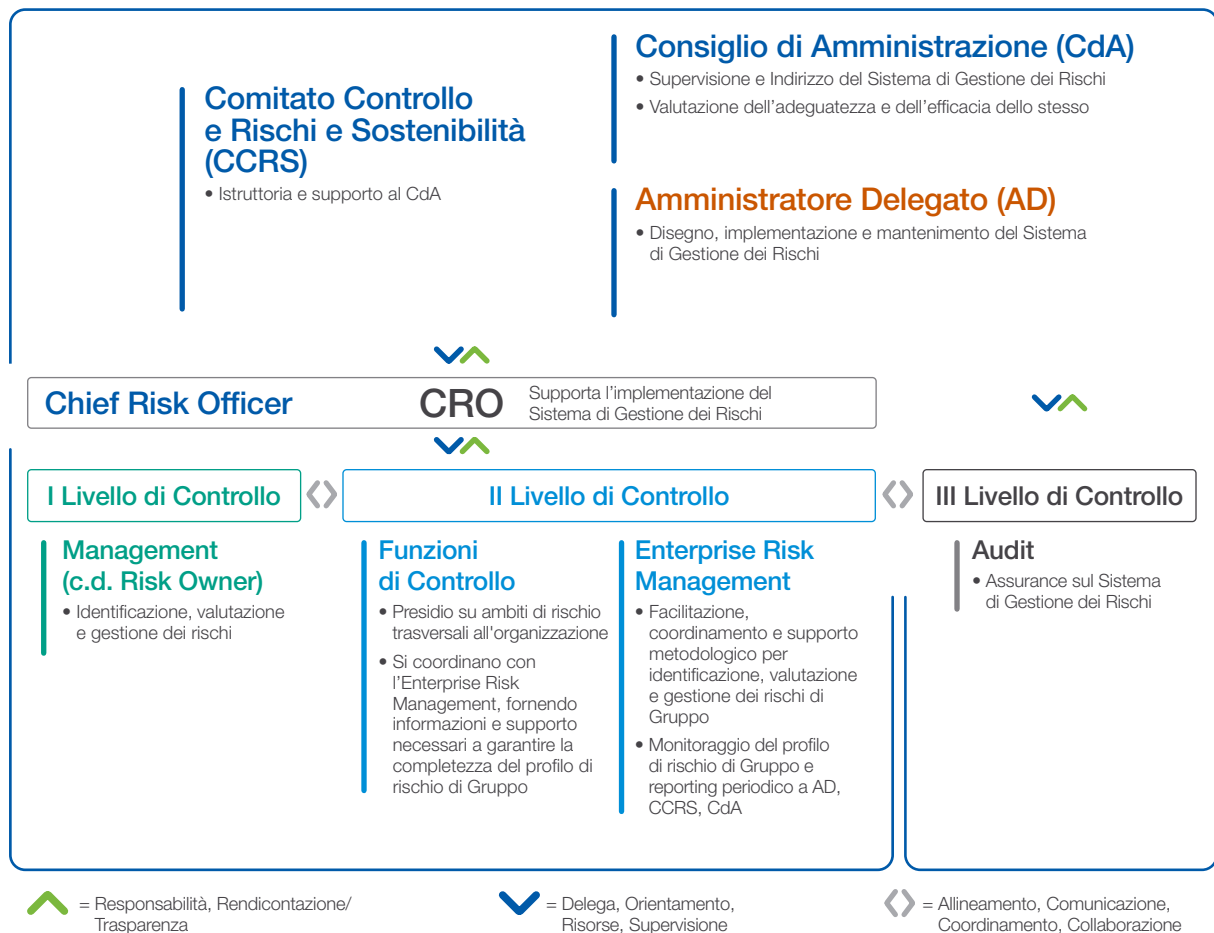 Comitato Controllo
e Rischi e Sostenibilità
(CCRS)
• Istruttoria e supporto al CdA
Consiglio di Amministrazione (CdA)
• Supervisione e Indirizzo del Sistema di Gestione dei Rischi
• Valutazione dell'adeguatezza e dell'efficacia dello stesso
Amministratore Delegato (AD)
• Disegno, implementazione e mantenimento del Sistema
di Gestione dei Rischi
Chief Risk Officer
CRO
Supporta l'implementazione del
Sistema di Gestione dei Rischi
I Livello di Controllo
II Livello di Controllo
III Livello di Controllo
Management
(c.d. Risk Owner)
• Identificazione, valutazione
e gestione dei rischi
Funzioni
di Controllo
• Presidio su ambiti di rischio
trasversali all'organizzazione
• Si coordinano con
l'Enterprise Risk
Management, fornendo
informazioni e supporto
necessari a garantire la
completezza del profilo di
rischio di Gruppo
Enterprise Risk
Management
• Facilitazione,
coordinamento e supporto
metodologico per
identificazione, valutazione
e gestione dei rischi di
Gruppo
• Monitoraggio del profilo
di rischio di Gruppo e
reporting periodico a AD,
CCRS, CdA
Audit
• Assurance sul Sistema
di Gestione dei Rischi
= Responsabilità, Rendicontazione/
Trasparenza
= Delega, Orientamento,
Risorse, Supervisione
= Allineamento, Comunicazione,
Coordinamento, Collaborazione